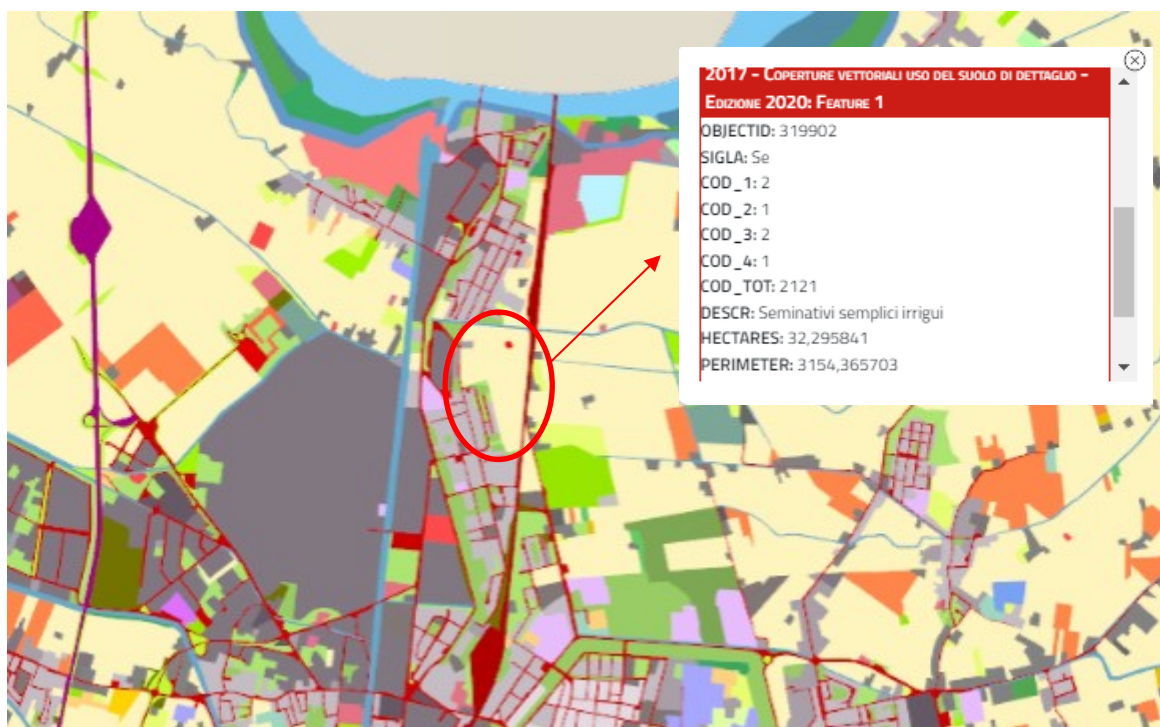 2017 - Coperture vettoriali uso del suolo di dettaglio -
Edizione 2020: Feature 1
OBJECTID: 319902
SIGLA: Se
COD_1: 2
COD_2: 1
COD_3: 2
COD_4: 1
COD_TOT: 2121
DESCR: Seminativi semplici irrigui
HECTARES: 32,295841
PERIMETER: 3154,365703